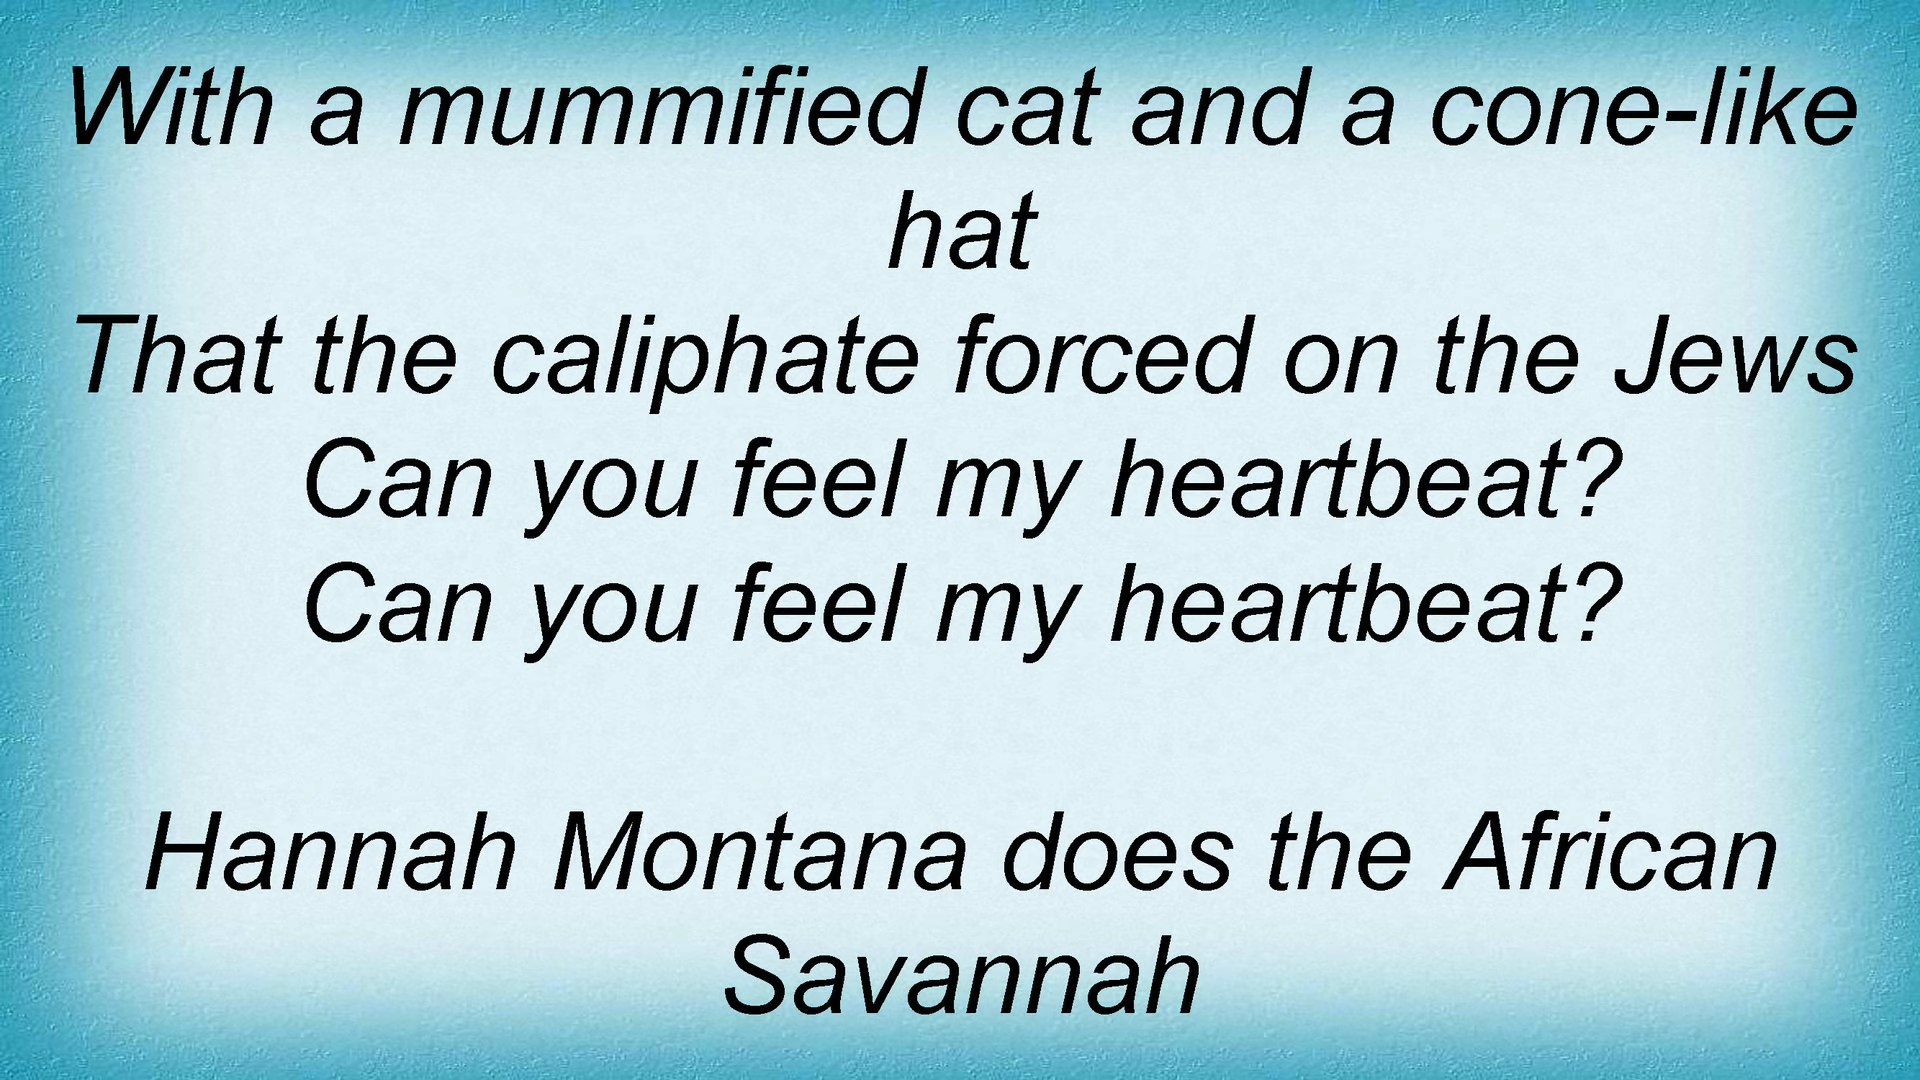 With a mummified cat and a cone-like
hat
That the caliphate forced on the Jews
Can you feel my heartbeat?
Can you feel my heartbeat?
Hannah Montana does the African
Savannah